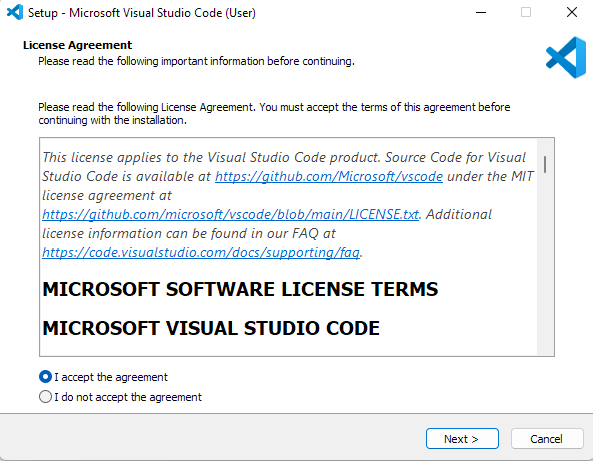 Setup - Microsoft Visual Studio Code (User)
License Agreement
Please read the following important information before continuing.
Please read the following License Agreement. You must accept the terms of this agreement before
continuing with the installation.
This license applies to the Visual Studio Code product. Source Code for Visual
Studio Code is available at https://github.com/Microsoft/vscode under the MIT
license agreement at
https://github.com/microsoft/vscode/blob/main/LICENSE.txt. Additional
license information can be found in our FAQ at
https://code.visualstudio.com/docs/supporting/faq.
MICROSOFT SOFTWARE LICENSE TERMS
MICROSOFT VISUAL STUDIO CODE
I accept the agreement
I do not accept the agreement
Next >
Cancel